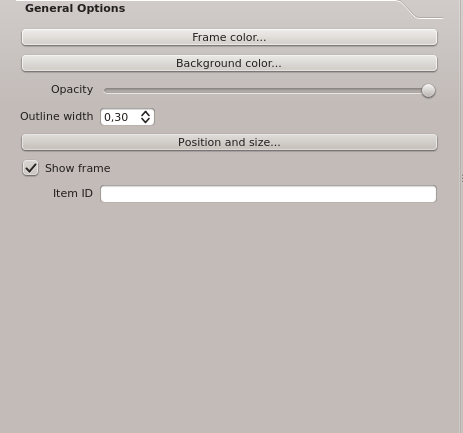 General Options
Frame color...
Background color...
Opacity
Outline width 0,30
Position and size...
Show frame
Item ID